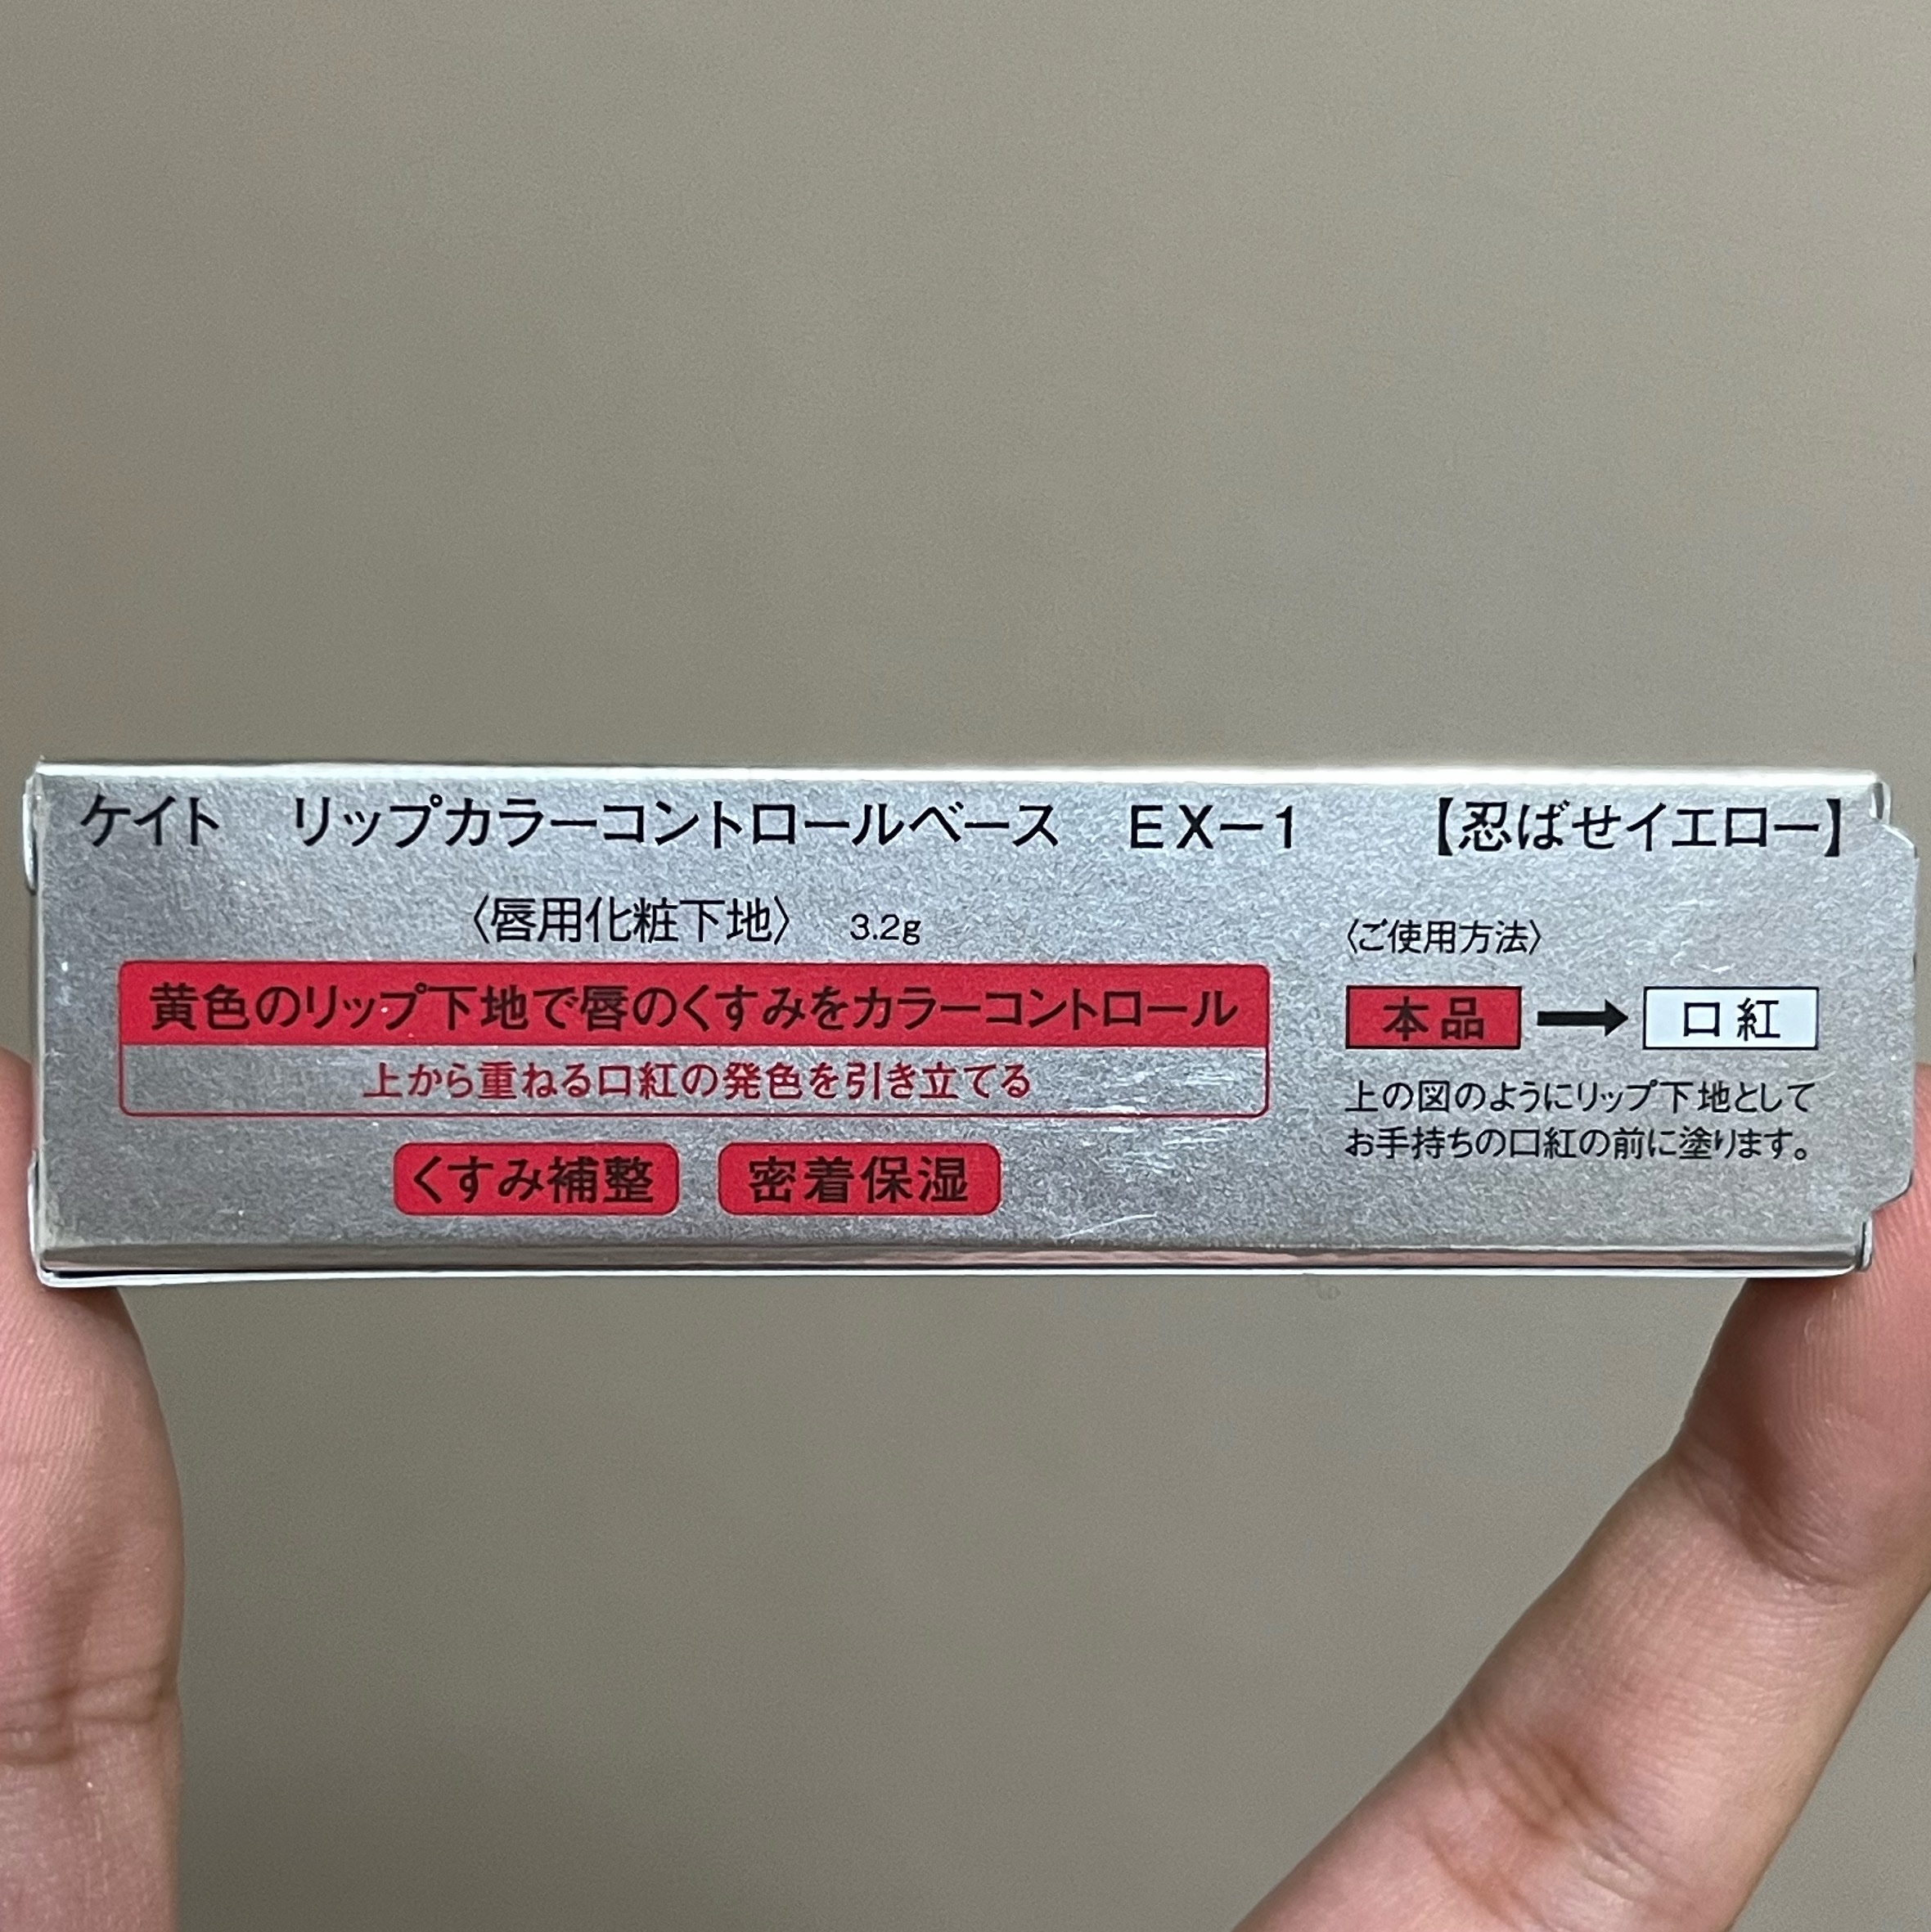 ケイト リップカラーコントロールベース EX-1 【忍ばせイエロー】
〈唇用化粧下地〉 3.2g
黄色のリップ下地で唇のくすみをカラーコントロール
上から重ねる口紅の発色を引き立てる
くすみ補整 密着保湿
〈ご使用方法〉
本品 → 口紅
上の図のようにリップ下地として
お手持ちの口紅の前に塗ります。